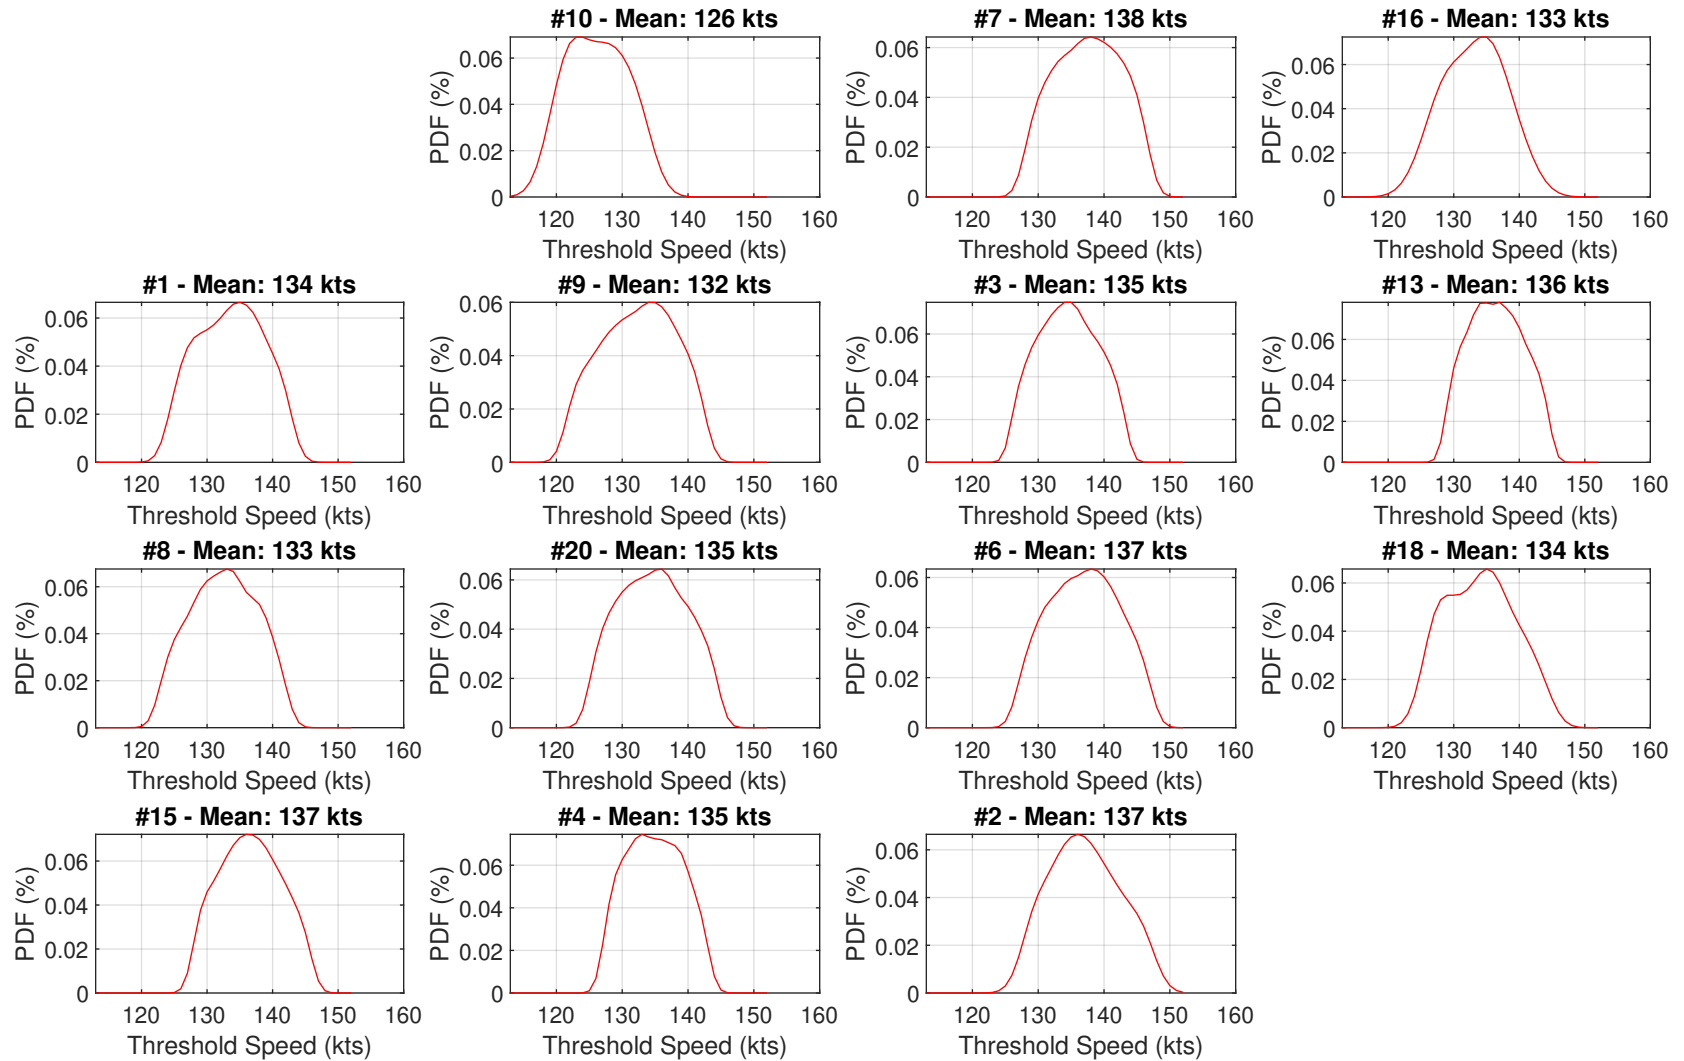 #10 - Mean: 126 kts
PDF (%)
0.06
0.04
0.02
0
120 130 140 150 160
Threshold Speed (kts)
#7 - Mean: 138 kts
PDF (%)
0.06
0.04
0.02
0
120 130 140 150 160
Threshold Speed (kts)
#16 - Mean: 133 kts
PDF (%)
0.06
0.04
0.02
0
120 130 140 150 160
Threshold Speed (kts)
#1 - Mean: 134 kts
PDF (%)
0.06
0.04
0.02
0
120 130 140 150 160
Threshold Speed (kts)
#9 - Mean: 132 kts
PDF (%)
0.06
0.04
0.02
0
120 130 140 150 160
Threshold Speed (kts)
#3 - Mean: 135 kts
PDF (%)
0.06
0.04
0.02
0
120 130 140 150 160
Threshold Speed (kts)
#13 - Mean: 136 kts
PDF (%)
0.06
0.04
0.02
0
120 130 140 150 160
Threshold Speed (kts)
#8 - Mean: 133 kts
PDF (%)
0.06
0.04
0.02
0
120 130 140 150 160
Threshold Speed (kts)
#20 - Mean: 135 kts
PDF (%)
0.06
0.04
0.02
0
120 130 140 150 160
Threshold Speed (kts)
#6 - Mean: 137 kts
PDF (%)
0.06
0.04
0.02
0
120 130 140 150 160
Threshold Speed (kts)
#18 - Mean: 134 kts
PDF (%)
0.06
0.04
0.02
0
120 130 140 150 160
Threshold Speed (kts)
#15 - Mean: 137 kts
PDF (%)
0.06
0.04
0.02
0
120 130 140 150 160
Threshold Speed (kts)
#4 - Mean: 135 kts
PDF (%)
0.06
0.04
0.02
0
120 130 140 150 160
Threshold Speed (kts)
#2 - Mean: 137 kts
PDF (%)
0.06
0.04
0.02
0
120 130 140 150 160
Threshold Speed (kts)